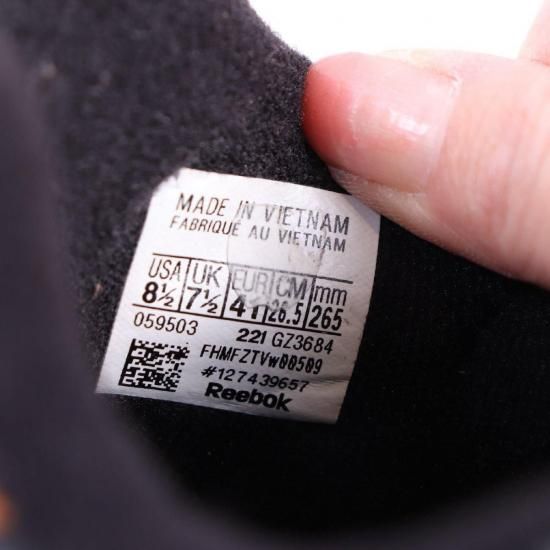 MADE IN VIETNAM
FABRIQUÉ AU VIETNAM
USA UK EUR CM mm
8½ 7½ 41 26.5 265
059503 221 GZ3684
FHMFZTVW00509
#127439657
Reebok